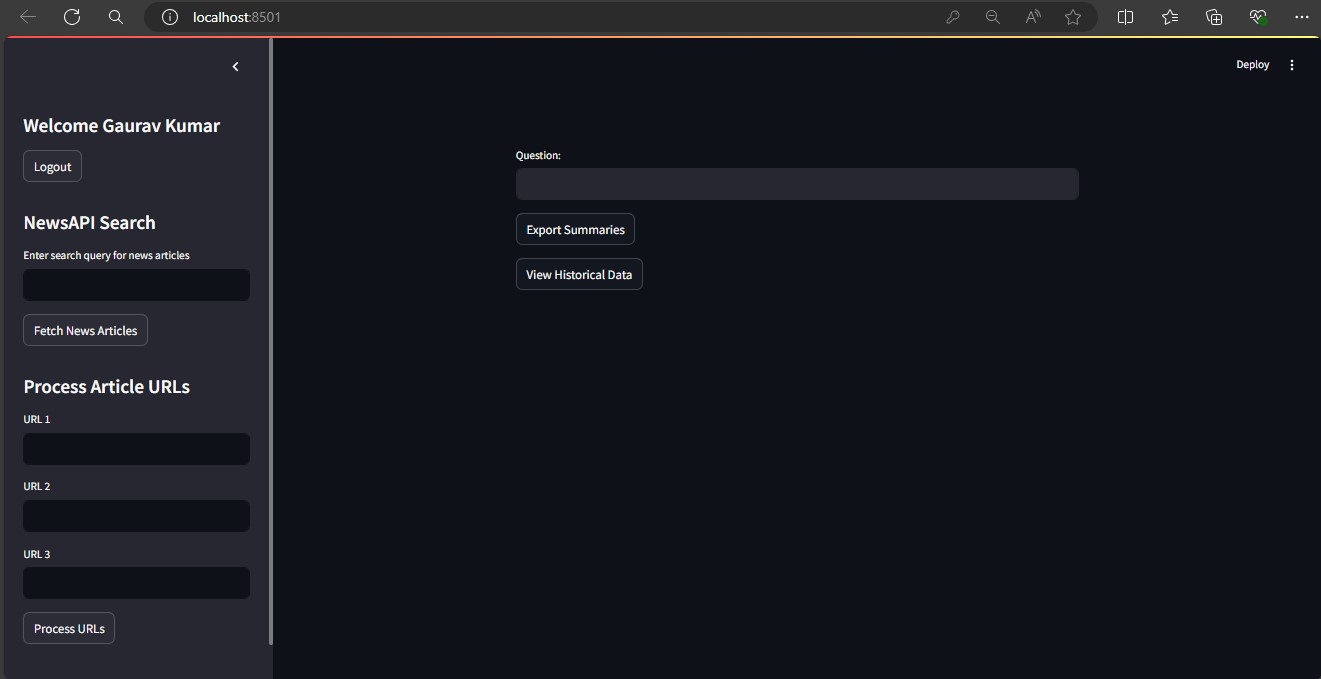 localhost:8501
Deploy
Welcome Gaurav Kumar
Logout
NewsAPI Search
Enter search query for news articles
Fetch News Articles
Process Article URLs
URL 1
URL 2
URL 3
Process URLs
Question:
Export Summaries
View Historical Data